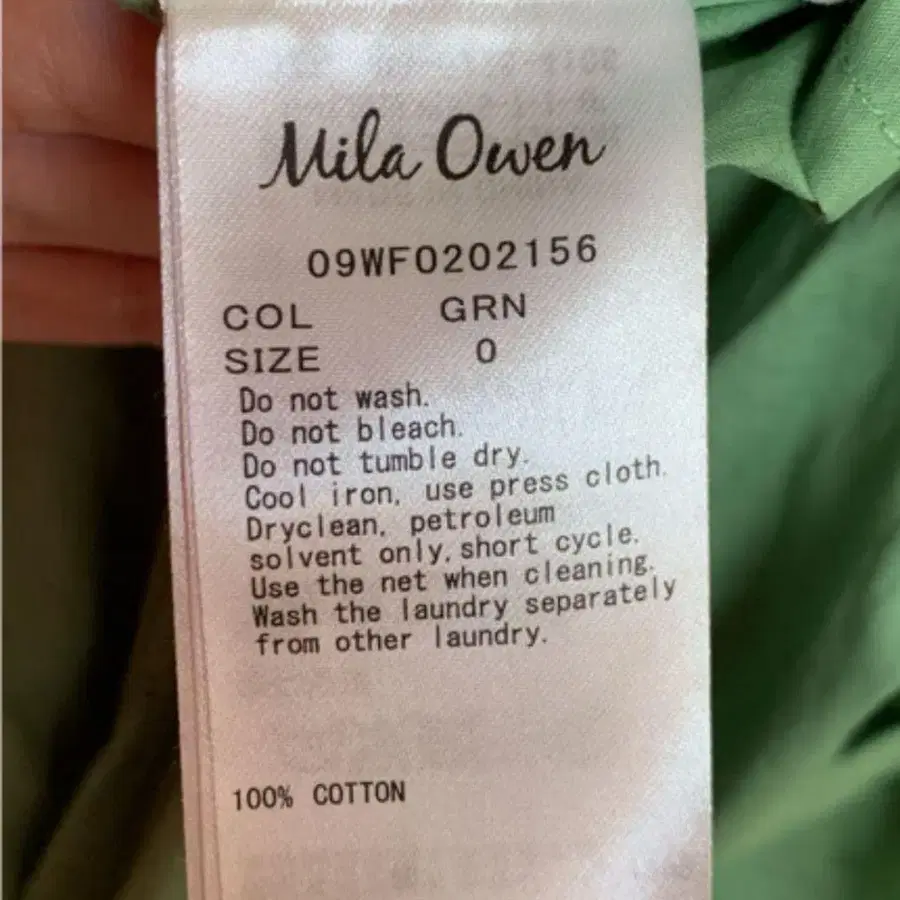 Mila Owen
09WF0202156
COL GRN
SIZE 0
Do not wash.
Do not bleach.
Do not tumble dry.
Cool iron, use press cloth.
Dryclean, petroleum
solvent only, short cycle.
Use the net when cleaning.
Wash the laundry separately
from other laundry.
100% COTTON